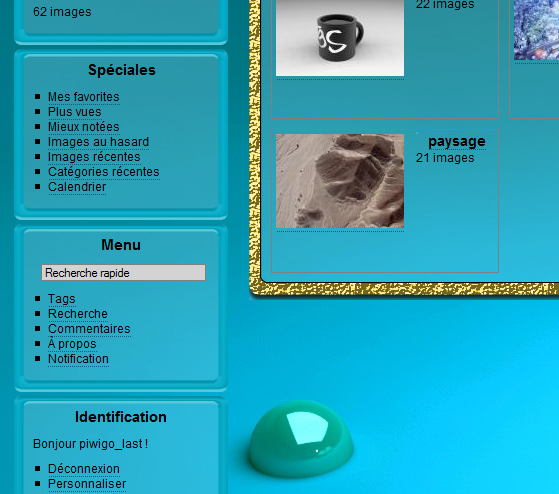 62 images
Spéciales
Mes favorites
Plus vues
Mieux notées
Images au hasard
Images récentes
Catégories récentes
Calendrier
Menu
Recherche rapide
Tags
Recherche
Commentaires
À propos
Notification
Identification
Bonjour piwigo_last !
Déconnexion
Personnaliser
22 images
paysage
21 images